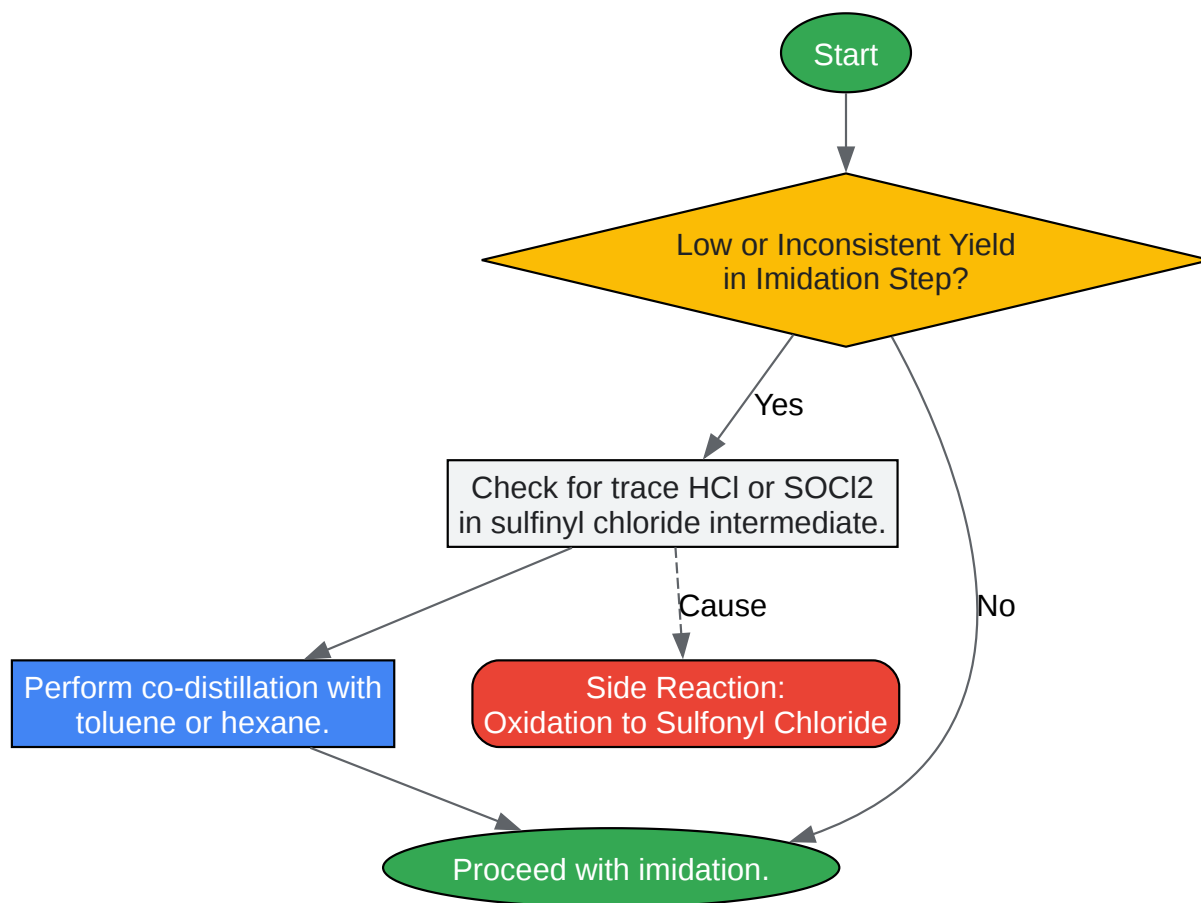 Start
Low or Inconsistent Yield
in Imidation Step?
Yes
Check for trace HCl or SOCl2
in sulfinyl chloride intermediate.
Cause
No
Perform co-distillation with
toluene or hexane.
Side Reaction:
Oxidation to Sulfonyl Chloride
Proceed with imidation.